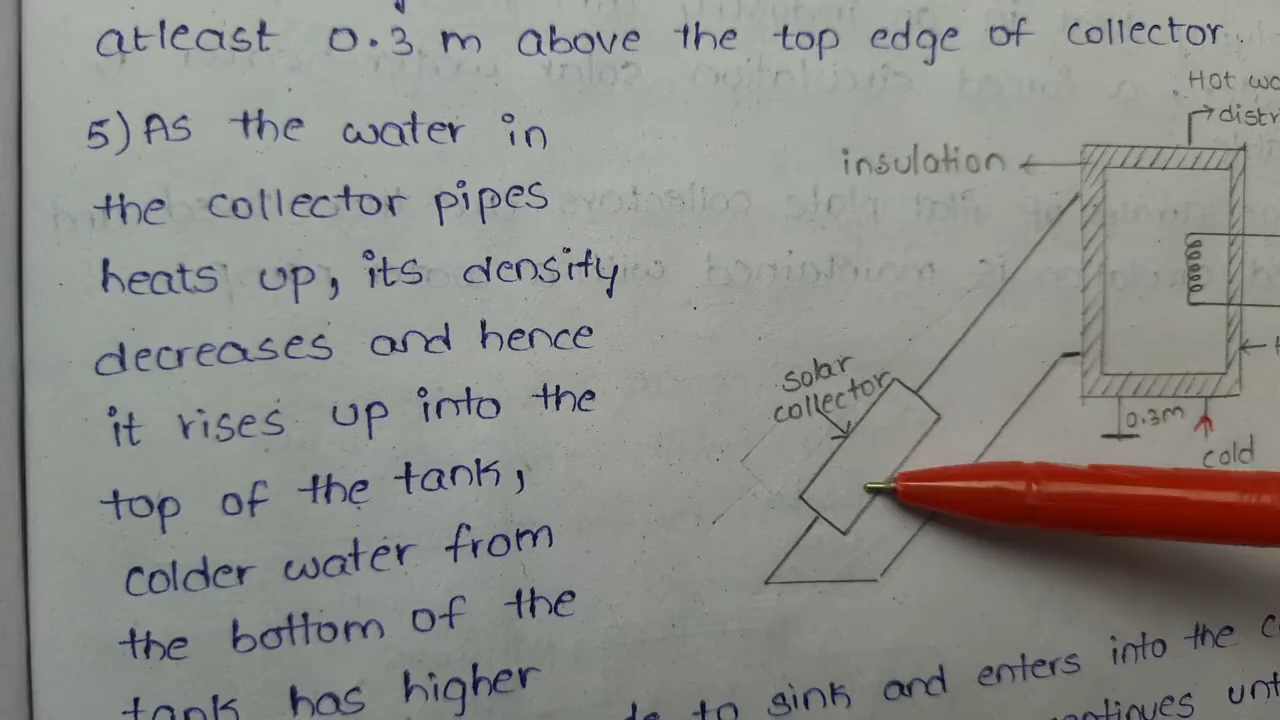 atleast 0.3 m above the top edge of collector.
5) As the water in
the collector pipes
heats up, its density
decreases and hence
it rises up into the
top of the tank,
colder water from
the bottom of the
tank has higher
to sink and enters into the
Hot
insulation
solar
collector
0.3m
cold